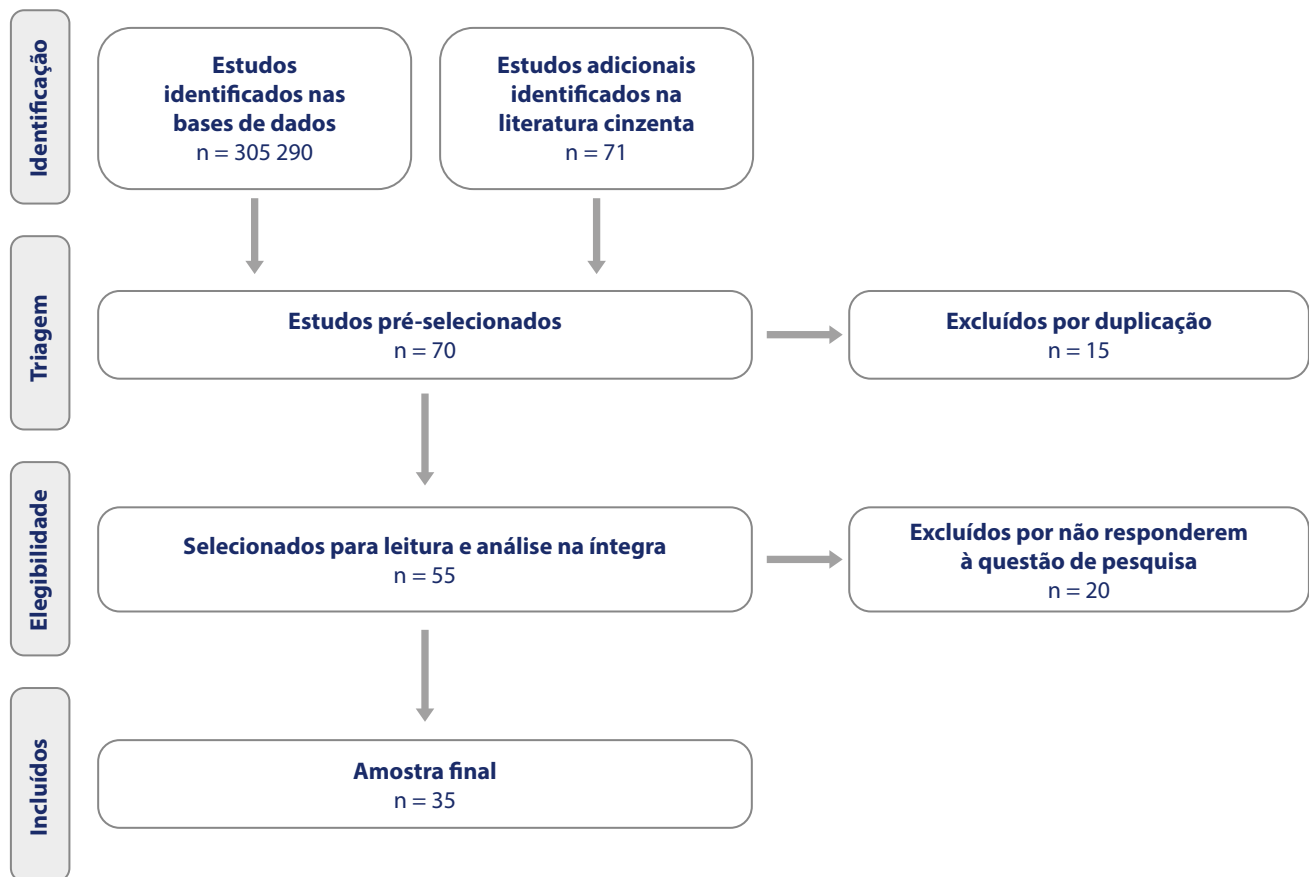 Identificação
Estudos
identificados nas
bases de dados
n = 305 290
Estudos adicionais
identificados na
literatura cinzenta
n = 71
Triagem
Estudos pré-selecionados
n = 70
Excluídos por duplicação
n = 15
Elegibilidade
Selecionados para leitura e análise na íntegra
n = 55
Excluídos por não responderem
à questão de pesquisa
n = 20
Incluídos
Amostra final
n = 35